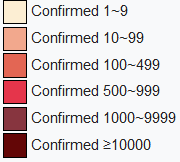 Confirmed 1~9
Confirmed 10~99
Confirmed 100~499
Confirmed 500~999
Confirmed 1000~9999
Confirmed ≥10000